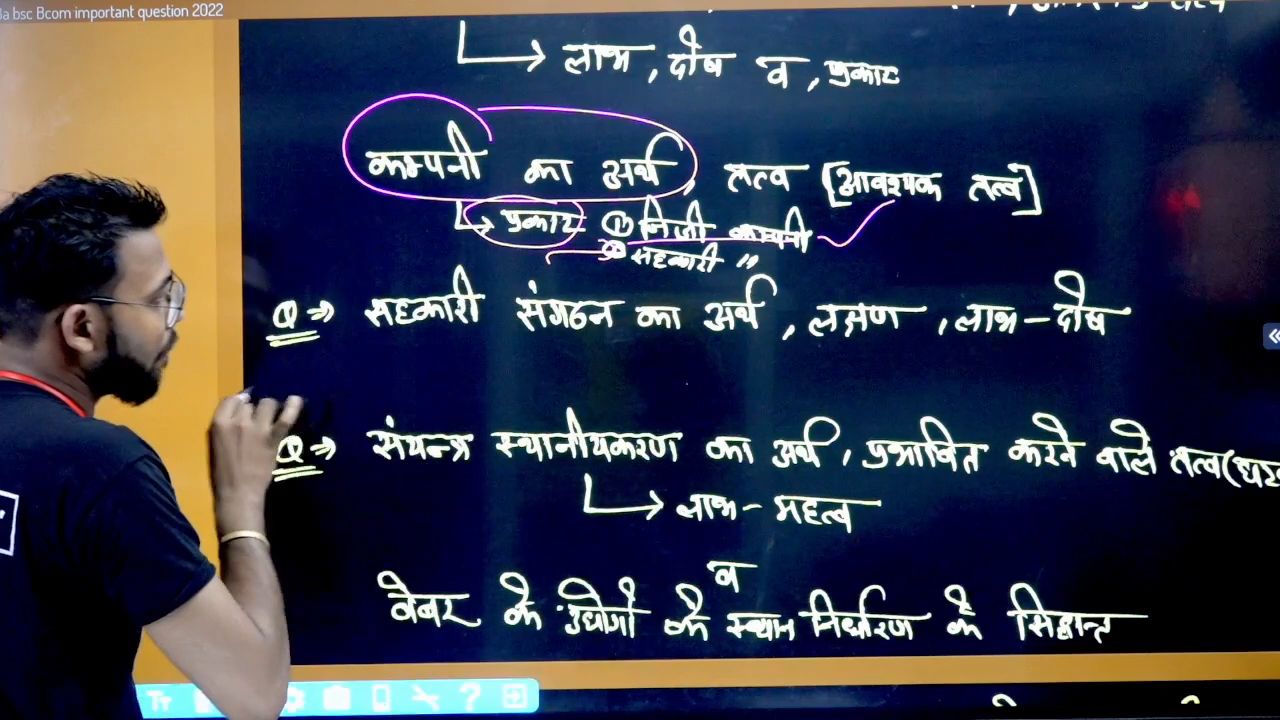 a bsc Bcom important question 2022
लाभ, दोष व, प्रकार
कम्पनी का अर्थ, तत्व [आवश्यक तत्व]
प्रकार ① निजी कम्पनी
② सहकारी "
Q ⇒ सहकारी संगठन का अर्थ, लक्षण, लाभ - दोष
Q ⇒ संयन्त्र स्थानीयकरण का अर्थ, प्रभावित करने वाले तत्व
लाभ - महत्व
व
वेबर के उद्योगो के स्थान निर्धारण के सिद्धान्त
Tт